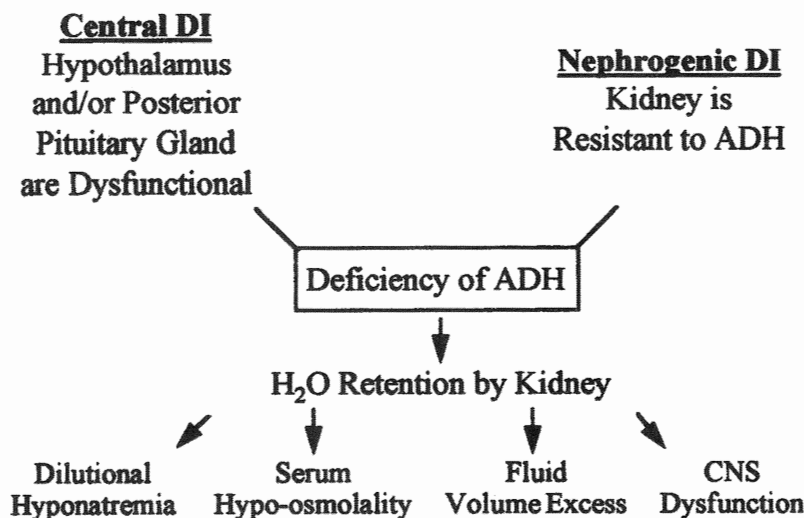 Central DI
Hypothalamus
and/or Posterior
Pituitary Gland
are Dysfunctional
Nephrogenic DI
Kidney is
Resistant to ADH
Deficiency of ADH
H₂O Retention by Kidney
Dilutional
Hyponatremia
Serum
Hypo-osmolality
Fluid
Volume Excess
CNS
Dysfunction